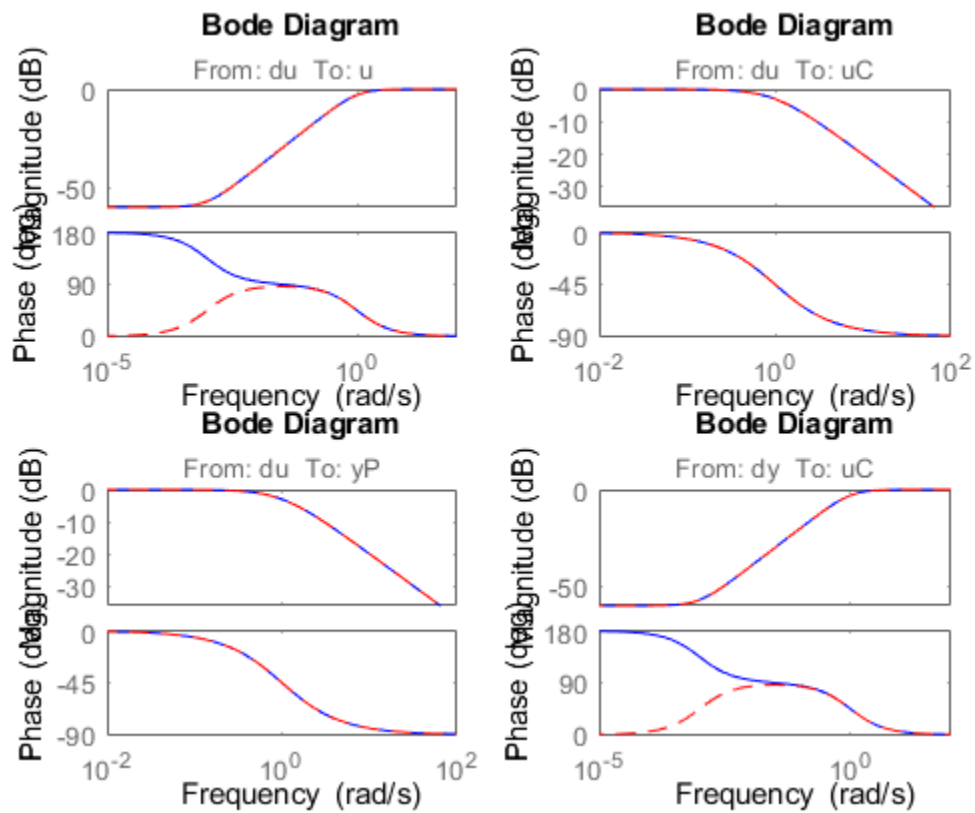 Bode Diagram
From: du To: u
Magnitude (dB)
0
-50
Phase (deg)
180
90
0
10^-5
10^0
Frequency (rad/s)
Bode Diagram
From: du To: uC
Magnitude (dB)
0
-10
-20
-30
Phase (deg)
0
-45
-90
10^-2
10^0
10^2
Frequency (rad/s)
Bode Diagram
From: du To: yP
Magnitude (dB)
0
-10
-20
-30
Phase (deg)
0
-45
-90
10^-2
10^0
10^2
Frequency (rad/s)
Bode Diagram
From: dy To: uC
Magnitude (dB)
0
-50
Phase (deg)
180
90
0
10^-5
10^0
Frequency (rad/s)